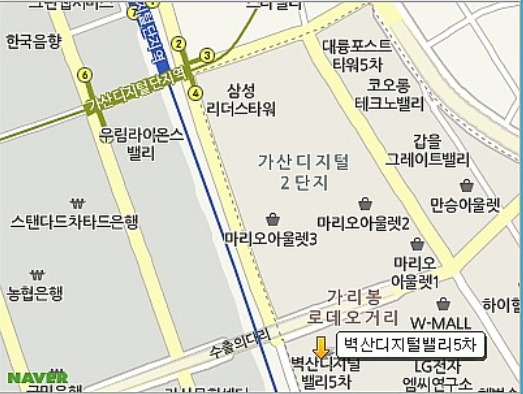 한국음향
대륭포스트
타워5차
코오롱
테크노밸리
삼성
리더스타워
가산디지털단지역
우림라이온스
밸리
갑을
그레이트밸리
가산디지털
2단지
만승아울렛
스탠다드차타드은행
마리오아울렛2
마리오아울렛3
마리오
아울렛1
농협은행
가리봉
로데오거리
W-MALL
수출의다리
벽산디지털밸리5차
벽산디지털
밸리5차
LG전자
엠씨연구소
NAVER
7
2
3
6
4